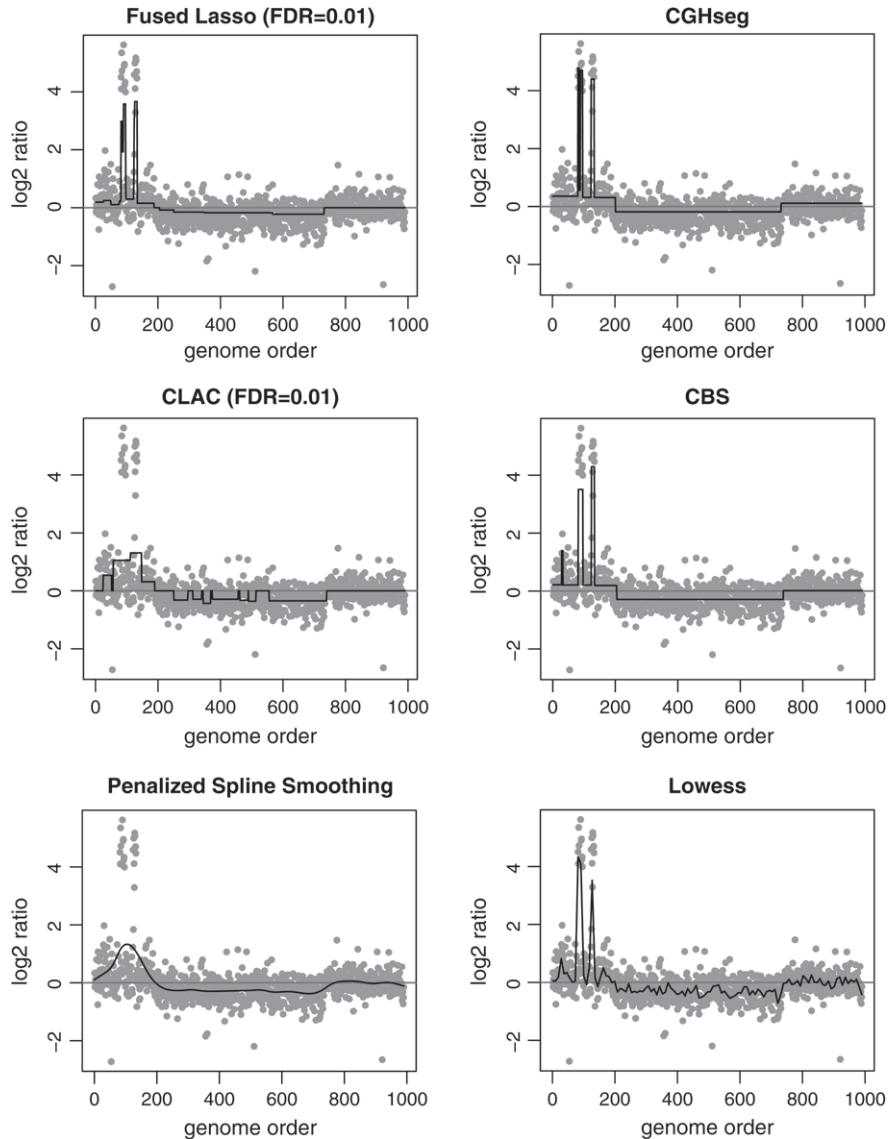 Fused Lasso (FDR=0.01)
log2 ratio
4
2
0
−2
0 200 400 600 800 1000
genome order
CGHseg
log2 ratio
4
2
0
−2
0 200 400 600 800 1000
genome order
CLAC (FDR=0.01)
log2 ratio
4
2
0
−2
0 200 400 600 800 1000
genome order
CBS
log2 ratio
4
2
0
−2
0 200 400 600 800 1000
genome order
Penalized Spline Smoothing
log2 ratio
4
2
0
−2
0 200 400 600 800 1000
genome order
Lowess
log2 ratio
4
2
0
−2
0 200 400 600 800 1000
genome order